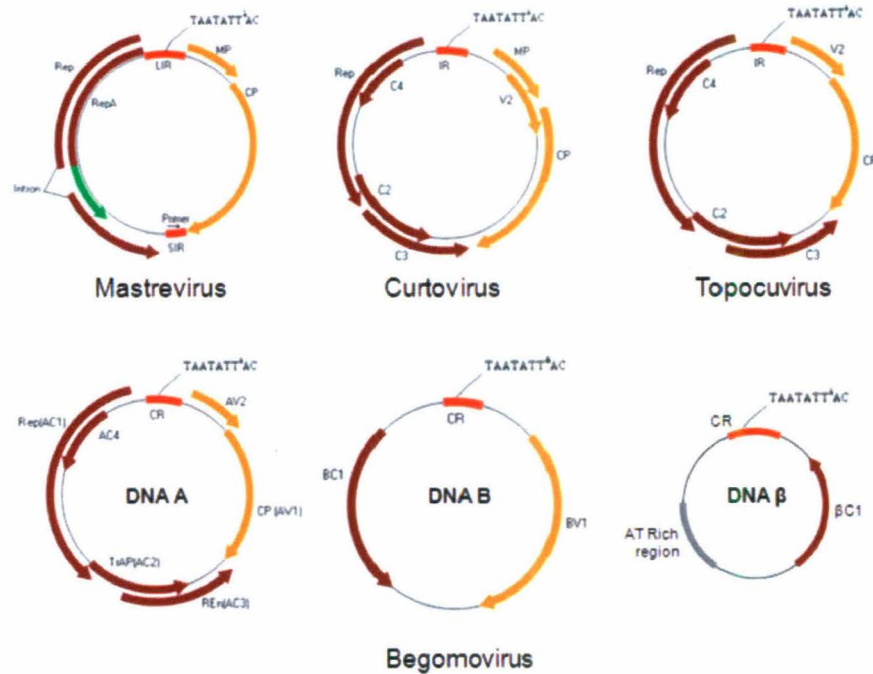 TAATATT AC
Rep
RepA
LIR
MP
CP
Intron
Primer
SIR
Mastrevirus
TAATATT AC
Rep
C4
IR
MP
V2
CP
C2
C3
Curtovirus
TAATATT AC
Rep
C4
IR
V2
C2
C3
Topocuvirus
TAATATT AC
Rep(AC1)
AC4
CR
AV2
DNA A
CP (AV1)
TrAP(AC2)
REn(AC3)
TAATATT AC
CR
BC1
DNA B
BV1
TAATATT AC
CR
DNA β
βC1
AT Rich
region
Begomovirus